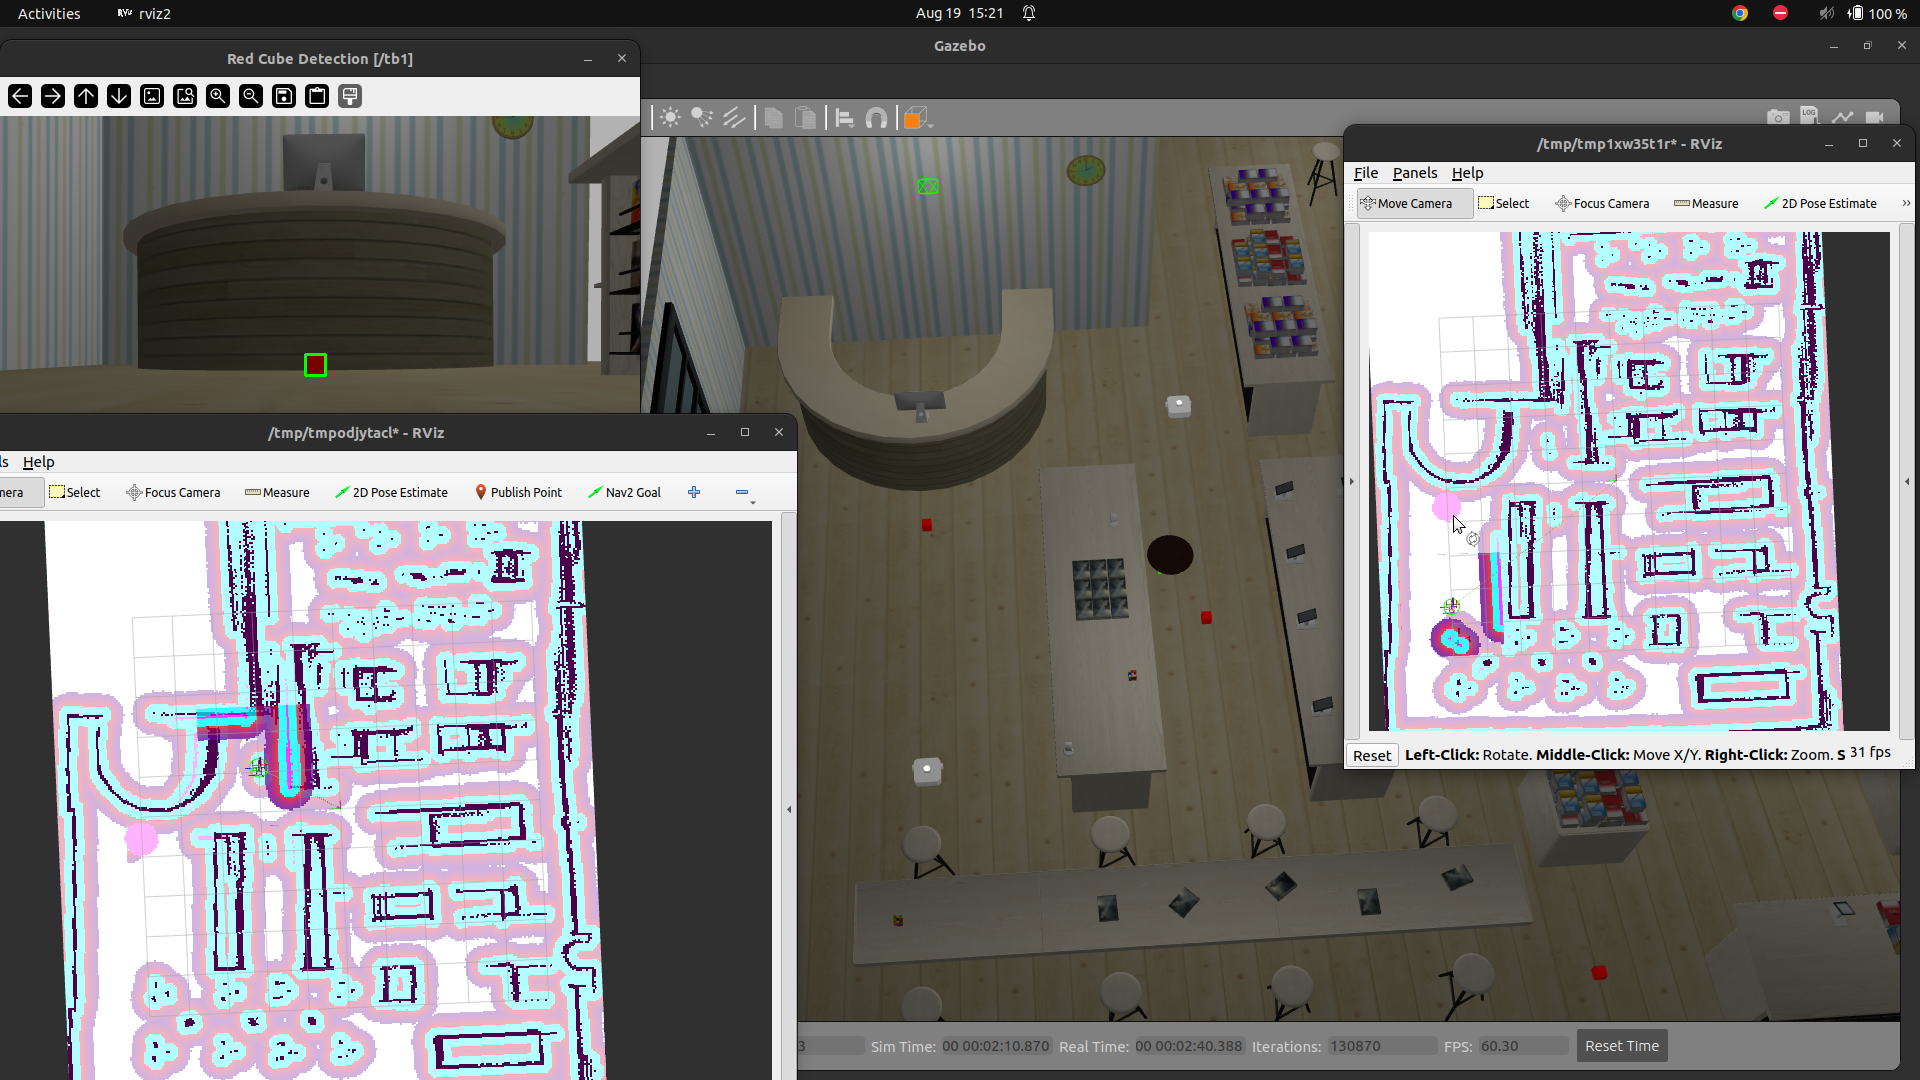 Activities
RViz rviz2
Aug 19 15:21
100 %
Gazebo
Red Cube Detection [/tb1]
LOG
/tmp/tmp1xw35t1r* - RViz
File Panels Help
Move Camera Select Focus Camera Measure 2D Pose Estimate »
/tmp/tmpodjytacl* - RViz
ls Help
mera Select Focus Camera Measure 2D Pose Estimate Publish Point Nav2 Goal
Reset Left-Click: Rotate. Middle-Click: Move X/Y. Right-Click: Zoom. S 31 fps
3 Sim Time: 00 00:02:10.870 Real Time: 00 00:02:40.388 Iterations: 130870 FPS: 60.30 Reset Time